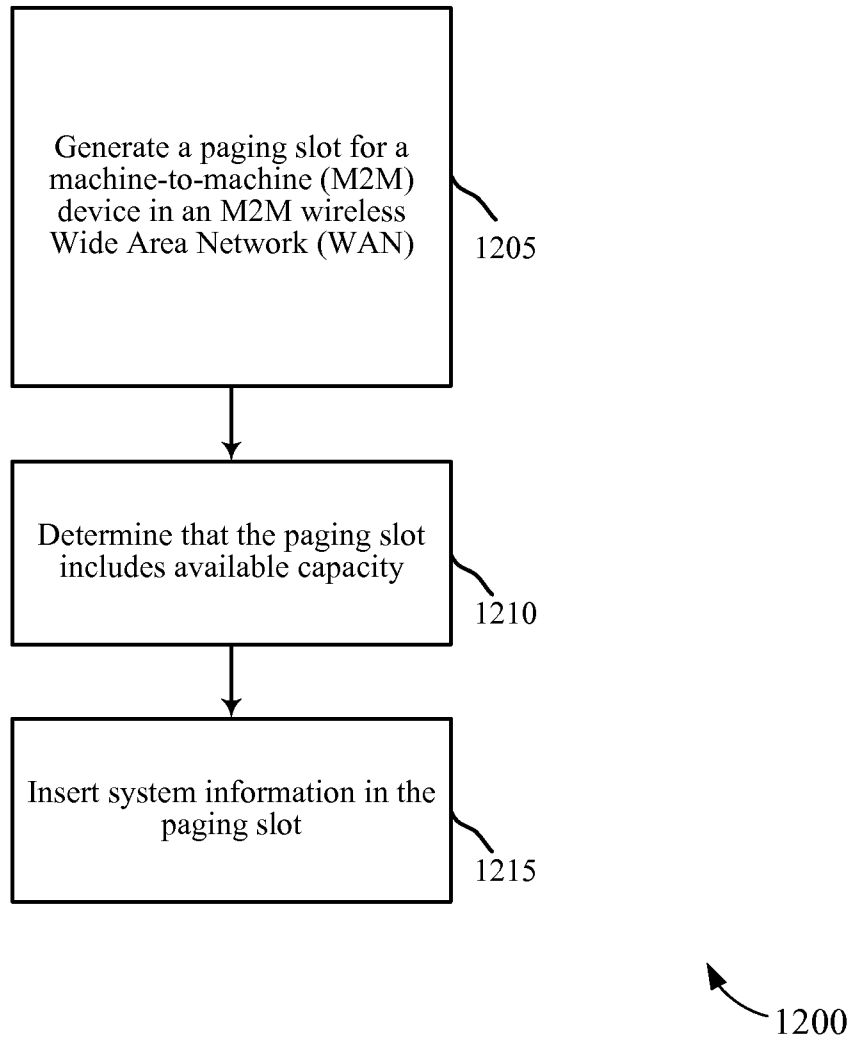 Generate a paging slot for a
machine-to-machine (M2M)
device in an M2M wireless
Wide Area Network (WAN)
1205
Determine that the paging slot
includes available capacity
1210
Insert system information in the
paging slot
1215
1200